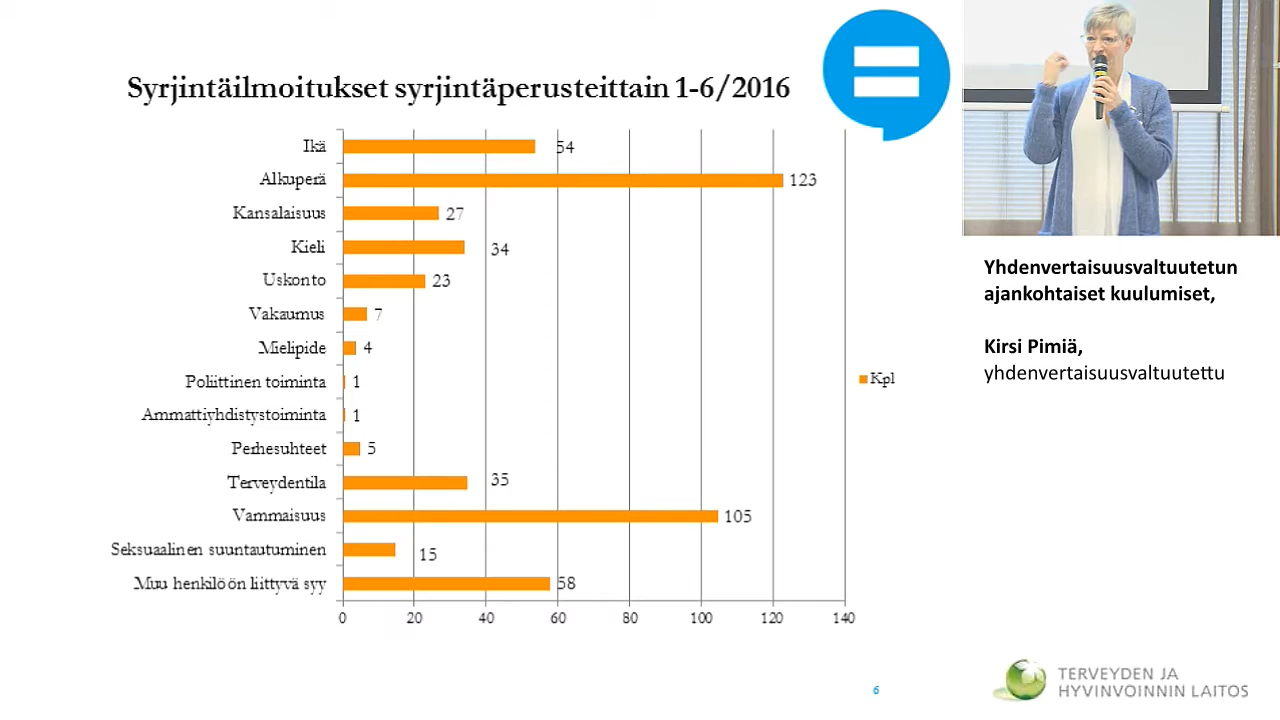 Syrjintäilmoitukset syrjintäperusteittain 1-6/2016
Ikä 54
Alkuperä 123
Kansalaisuus 27
Kieli 34
Uskonto 23
Vakaumus 7
Mielipide 4
Poliittinen toiminta 1
Ammattiyhdistystoiminta 1
Perhesuhteet 5
Terveydentila 35
Vammaisuus 105
Seksuaalinen suuntautuminen 15
Muu henkilöön liittyvä syy 58
0 20 40 60 80 100 120 140
Kpl
6
Yhdenvertaisuusvaltuutetun
ajankohtaiset kuulumiset,
Kirsi Pimiä,
yhdenvertaisuusvaltuutettu
TERVEYDEN JA
HYVINVOINNIN LAITOS